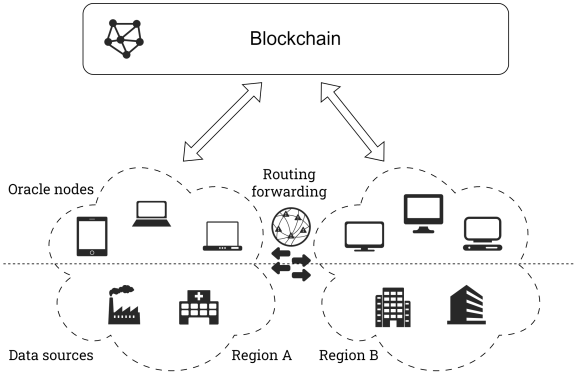 Blockchain
Routing
forwarding
Oracle nodes
Data sources
Region A
Region B